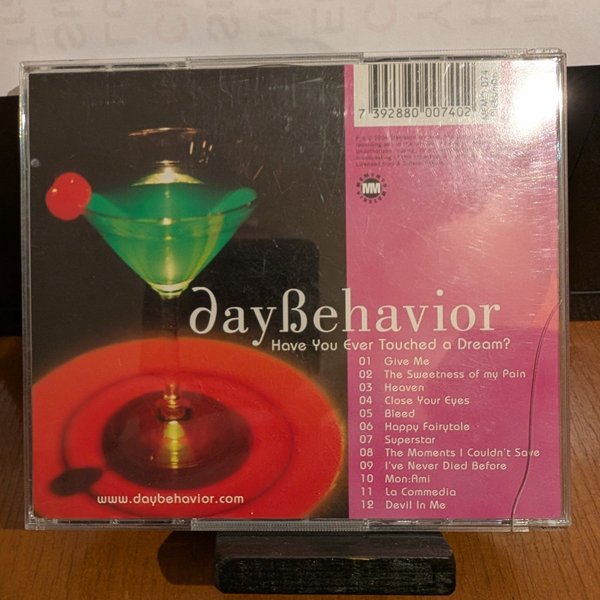 7 392880 007402
MM
∂ayßehavior
Have You Ever Touched a Dream?
01 Give Me
02 The Sweetness of my Pain
03 Heaven
04 Close Your Eyes
05 Bleed
06 Happy Fairytale
07 Superstar
08 The Moments I Couldn't Save
09 I've Never Died Before
10 Mon:Ami
11 La Commedia
12 Devil In Me
www.daybehavior.com